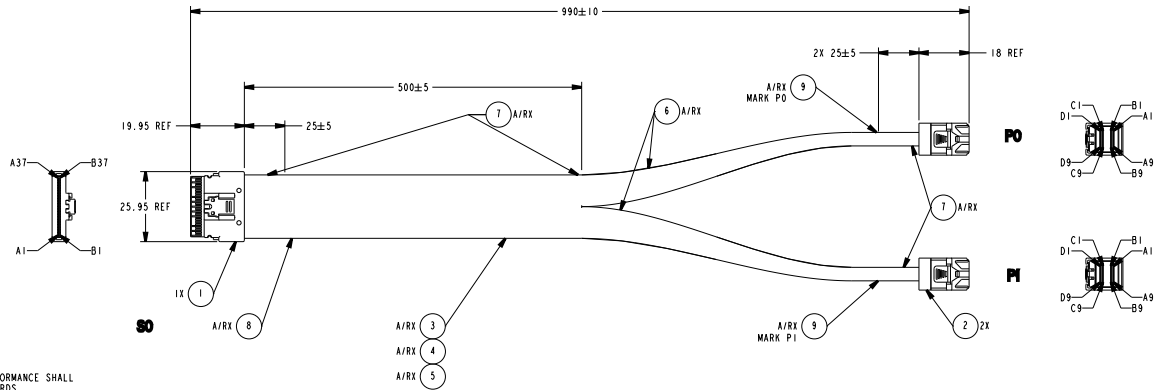 990±10
2X 25±5
18 REF
A/RX 9
MARK P0
500±5
7 A/RX
6 A/RX
19.95 REF
25±5
C1
B1
D1
A1
P0
A37
B37
D9
A9
C9
B9
25.95 REF
7 A/RX
A1
B1
C1
B1
D1
A1
P1
1X 1
D9
A9
C9
B9
S0
A/RX 8
A/RX 3
A/RX 9
MARK P1
2 2X
A/RX 4
A/RX 5
ORMANCE SHALL
RDS